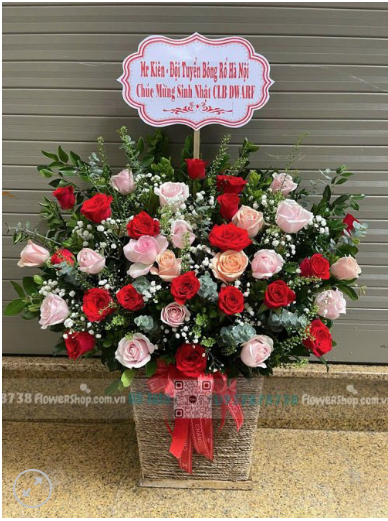 Mr Kiên - Đội Tuyển Bóng Rổ Hà Nội
Chúc Mừng Sinh Nhật CLB DWARF
8738 FlowerShop.com.vn
FlowerShop.com.vn